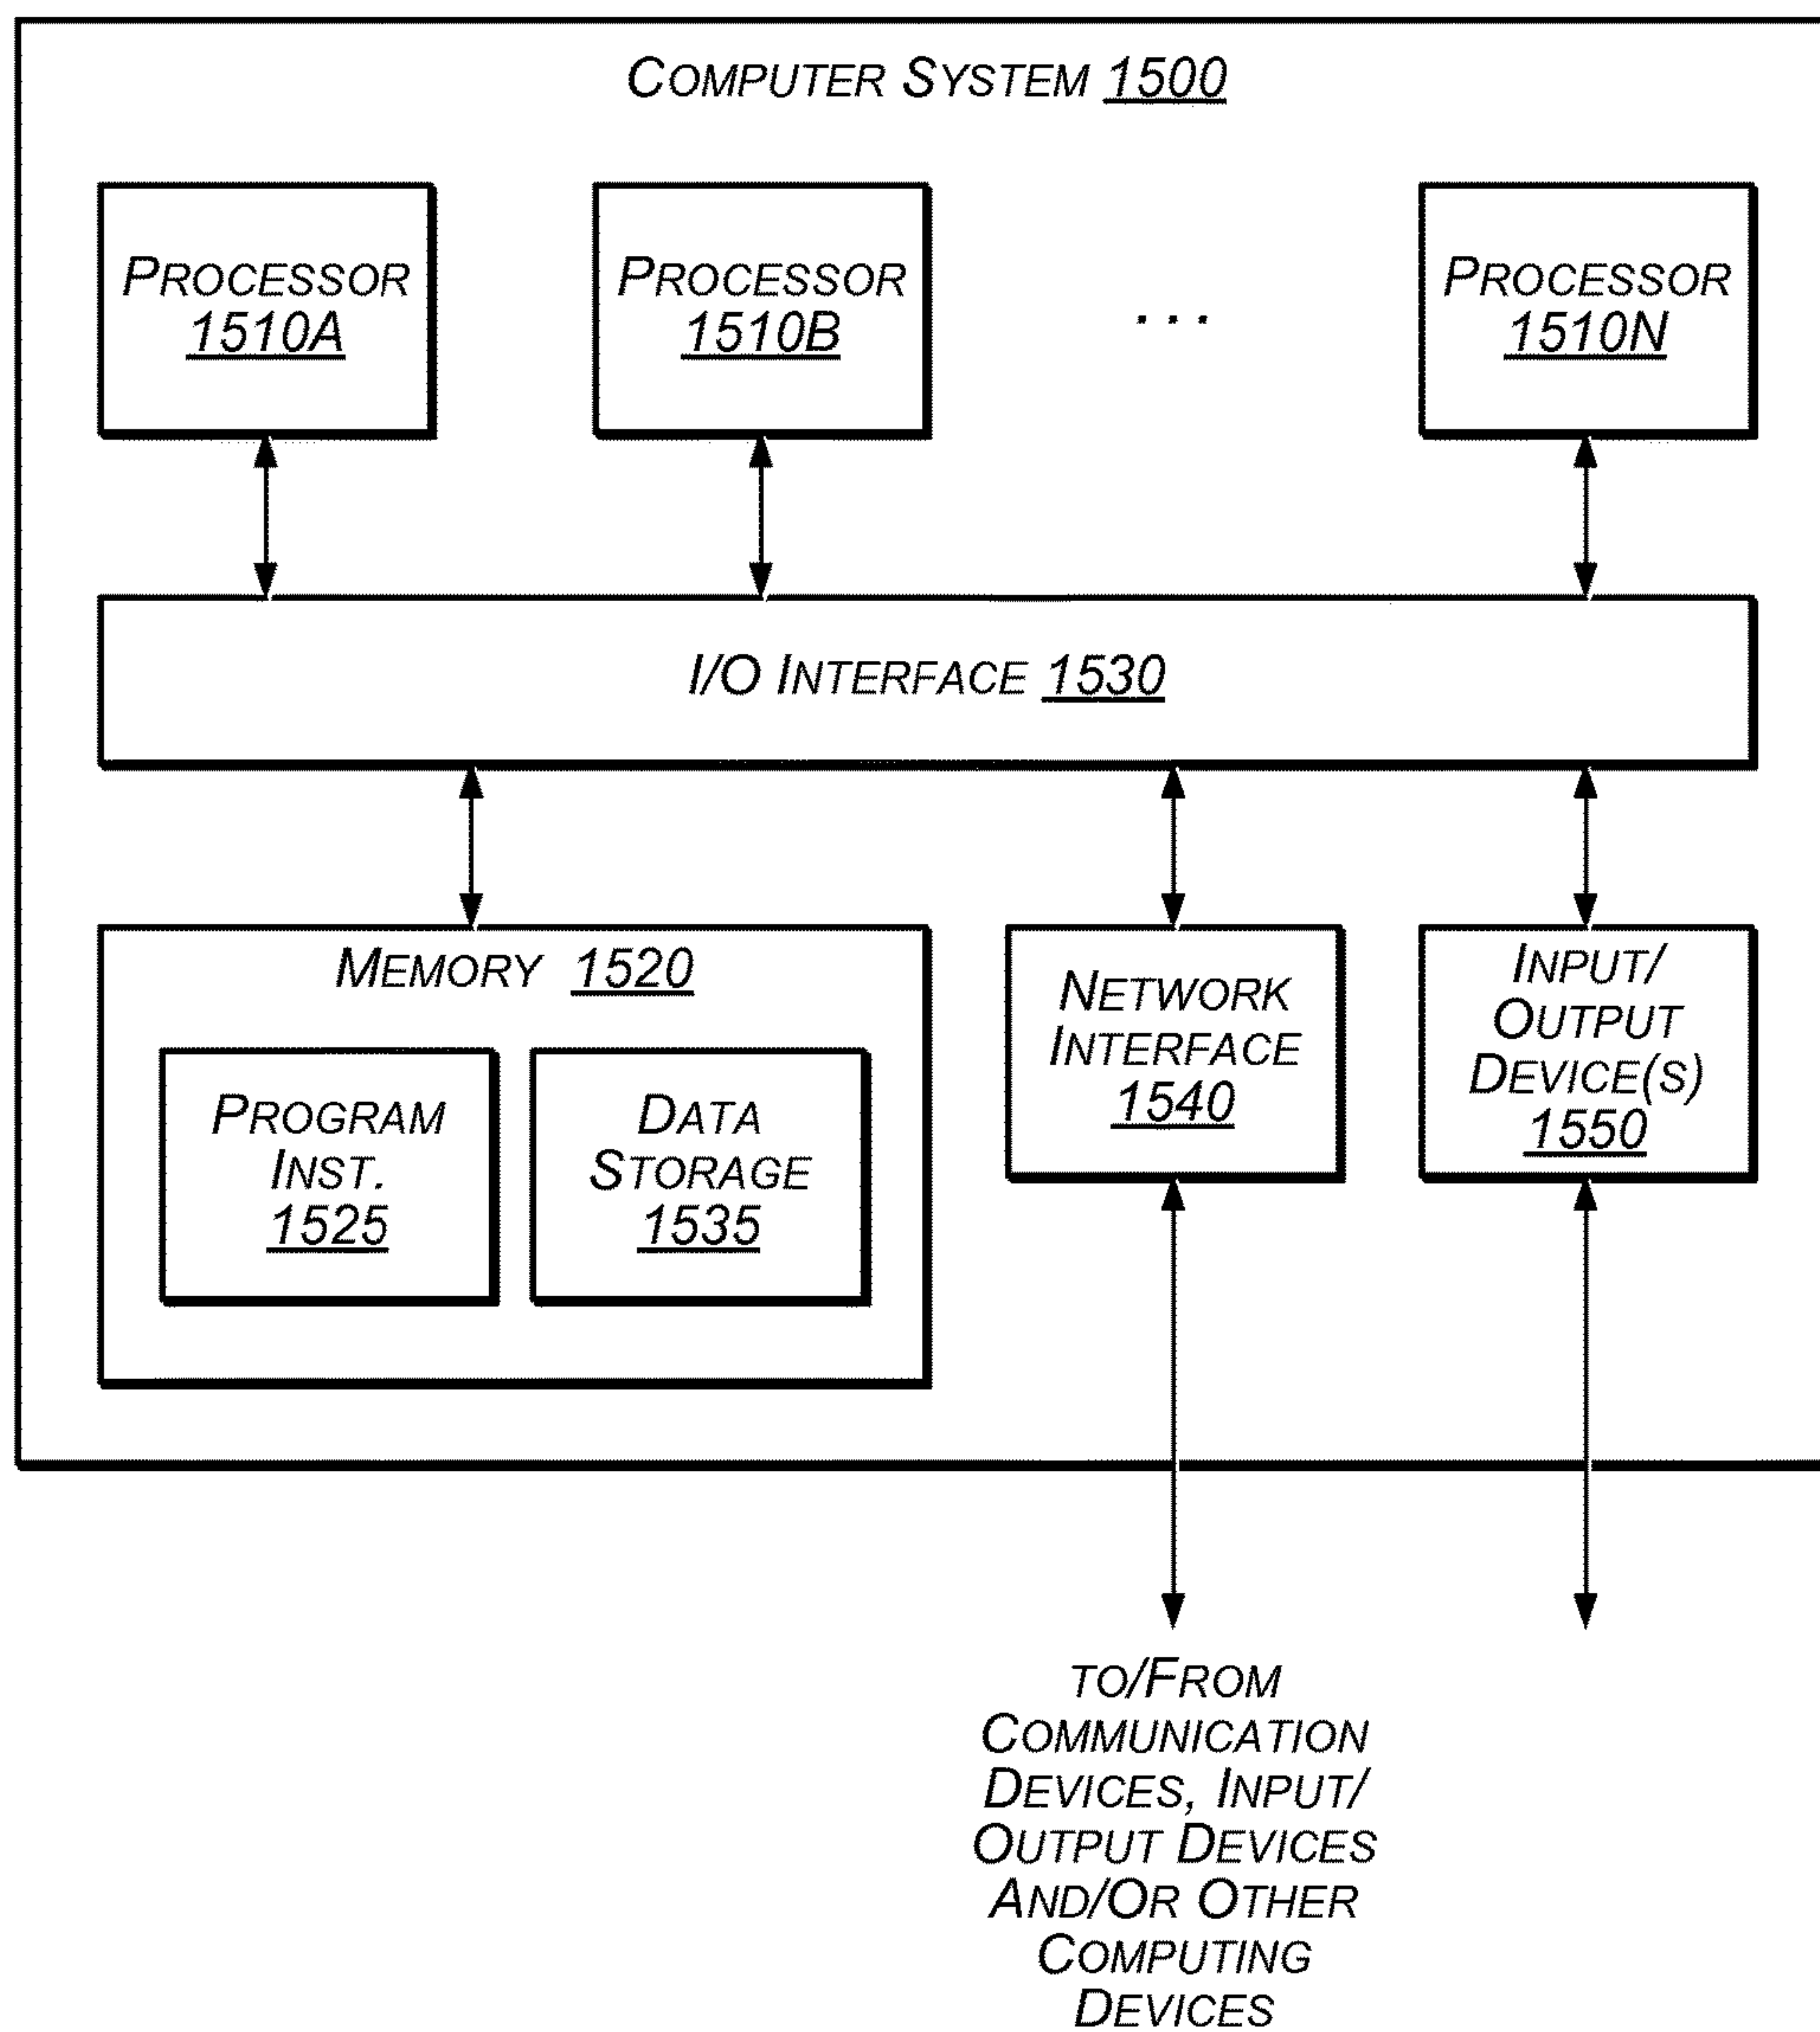 COMPUTER SYSTEM 1500
PROCESSOR
1510A
PROCESSOR
1510B
...
PROCESSOR
1510N
I/O INTERFACE 1530
MEMORY 1520
PROGRAM
INST.
1525
DATA
STORAGE
1535
NETWORK
INTERFACE
1540
INPUT/
OUTPUT
DEVICE(S)
1550
TO/FROM
COMMUNICATION
DEVICES, INPUT/
OUTPUT DEVICES
AND/OR OTHER
COMPUTING
DEVICES